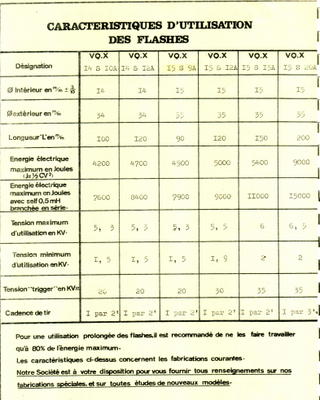 CARACTERISTIQUES D'UTILISATION
DES FLASHES
Désignation VQ.X I4 S IOA VQ.X I4 S I2A VQ.X I5 S 9A VQ.X I5 S I2A VQ.X I5 S I5A VQ.X I5 S 20A
Ø Intérieur en m/m ± I4 I4 I5 I5 I5 I5
Ø extérieur en m/m 34 34 35 35 35 35
Longueur "L" en m/m I00 I20 90 I20 I50 200
Energie électrique
maximum en Joules 4200 4700 4500 5000 5400 9000
(J=½ CV²)
Energie électrique
maximum en Joules 7600 8400 7900 9000 II000 I5000
avec self 0,5 mH
branchée en série-
Tension maximum 5, 3 5, 5 5, 3 5, 5 6 6, 5
d'utilisation en KV-
Tension minimum I, 5 I, 5 I, 5 I, 9 2 2
d'utilisation en KV-
Tension "trigger" en KV 20 20 20 30 35 35
Cadence de tir I par 2' I par 2' I par 2' I par 2' I par 2' I par 3'
Pour une utilisation prolongée des flashes, il est recommandé de ne les faire travailler
qu'à 80% de l'énergie maximum-
Les caractéristiques ci-dessus concernent les fabrications courantes-
Notre Société est à votre disposition pour vous fournir tous renseignements sur nos
fabrications spéciales, et sur toutes études de nouveaux modèles-